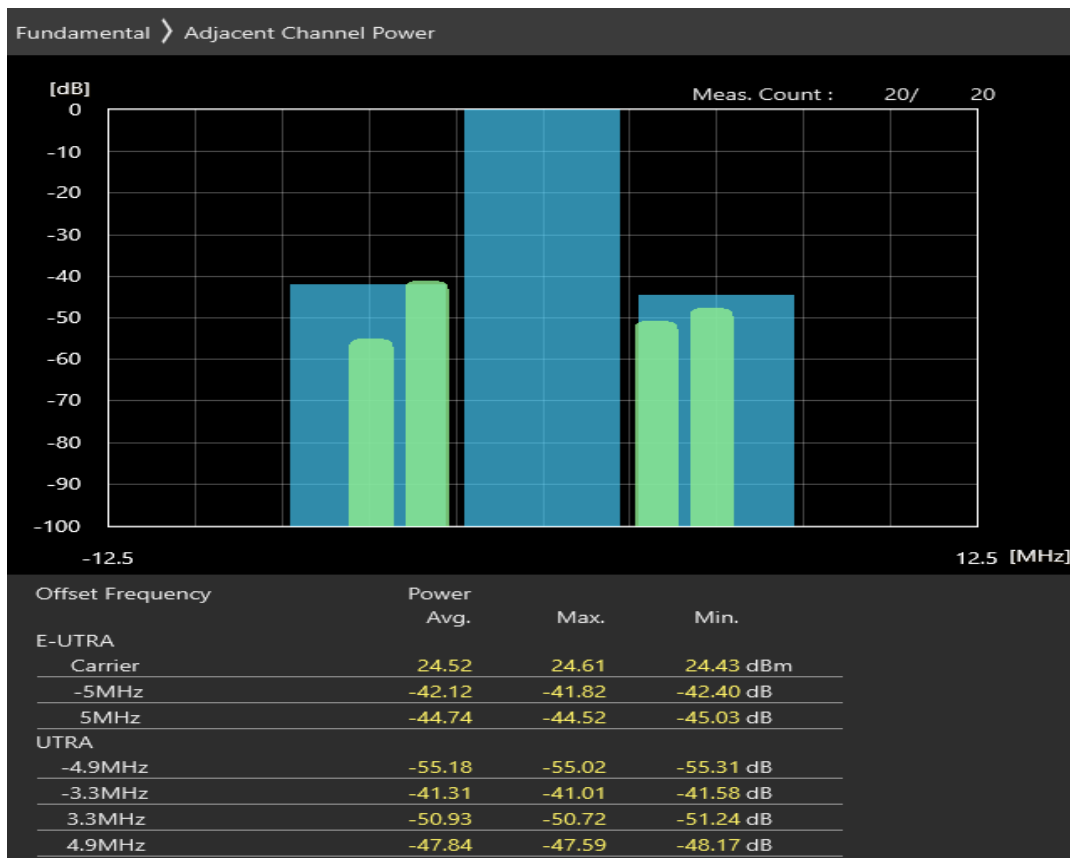 Fundamental 〉 Adjacent Channel Power
[dB]
Meas. Count : 20/ 20
0
-10
-20
-30
-40
-50
-60
-70
-80
-90
-100
-12.5 12.5 [MHz]
Offset Frequency Power
Avg. Max. Min.
E-UTRA
Carrier 24.52 24.61 24.43 dBm
-5MHz -42.12 -41.82 -42.40 dB
5MHz -44.74 -44.52 -45.03 dB
UTRA
-4.9MHz -55.18 -55.02 -55.31 dB
-3.3MHz -41.31 -41.01 -41.58 dB
3.3MHz -50.93 -50.72 -51.24 dB
4.9MHz -47.84 -47.59 -48.17 dB